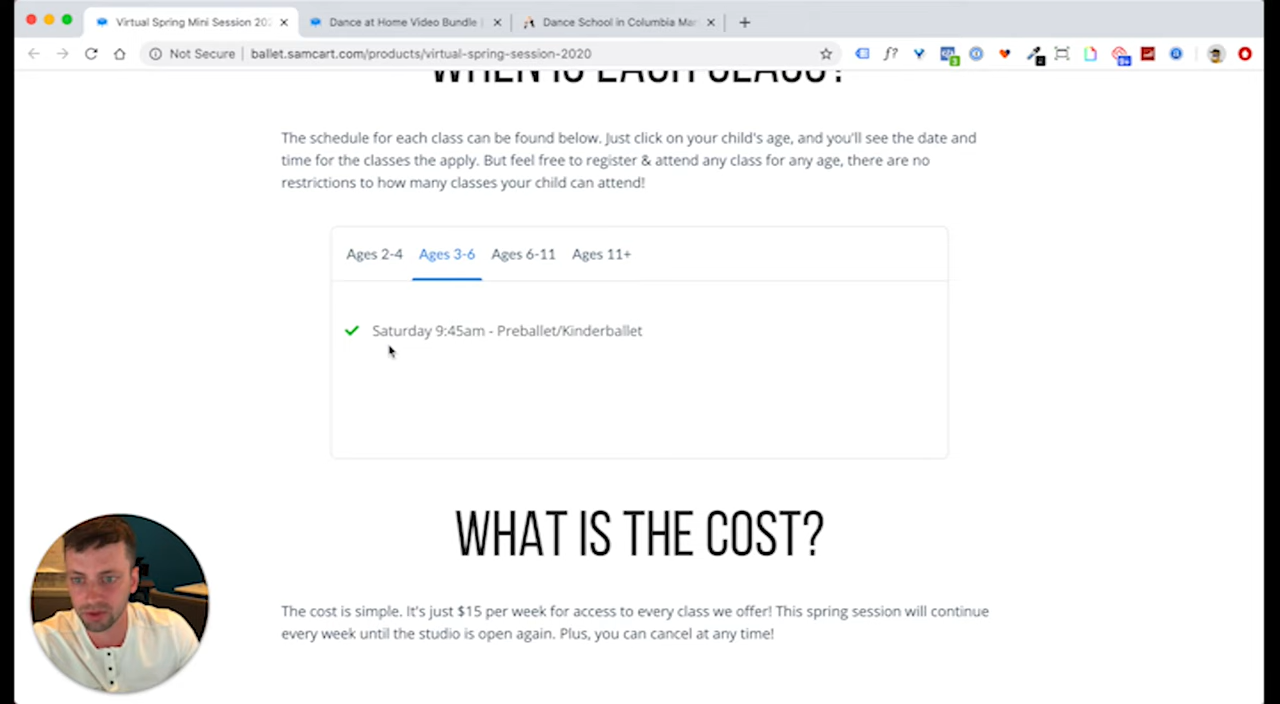 Virtual Spring Mini Session 202
Dance at Home Video Bundle
Dance School in Columbia Mar
Not Secure ballet.samcart.com/products/virtual-spring-session-2020
f?
WHEN IS EACH CLASS?
The schedule for each class can be found below. Just click on your child's age, and you'll see the date and
time for the classes the apply. But feel free to register & attend any class for any age, there are no
restrictions to how many classes your child can attend!
Ages 2-4 Ages 3-6 Ages 6-11 Ages 11+
Saturday 9:45am - Preballet/Kinderballet
WHAT IS THE COST?
The cost is simple. It's just $15 per week for access to every class we offer! This spring session will continue
every week until the studio is open again. Plus, you can cancel at any time!